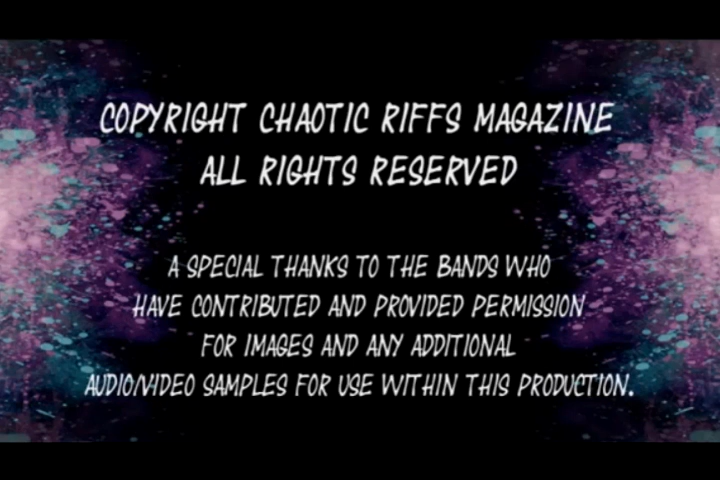 COPYRIGHT CHAOTIC RIFFS MAGAZINE
ALL RIGHTS RESERVED
A SPECIAL THANKS TO THE BANDS WHO
HAVE CONTRIBUTED AND PROVIDED PERMISSION
FOR IMAGES AND ANY ADDITIONAL
AUDIO/VIDEO SAMPLES FOR USE WITHIN THIS PRODUCTION.